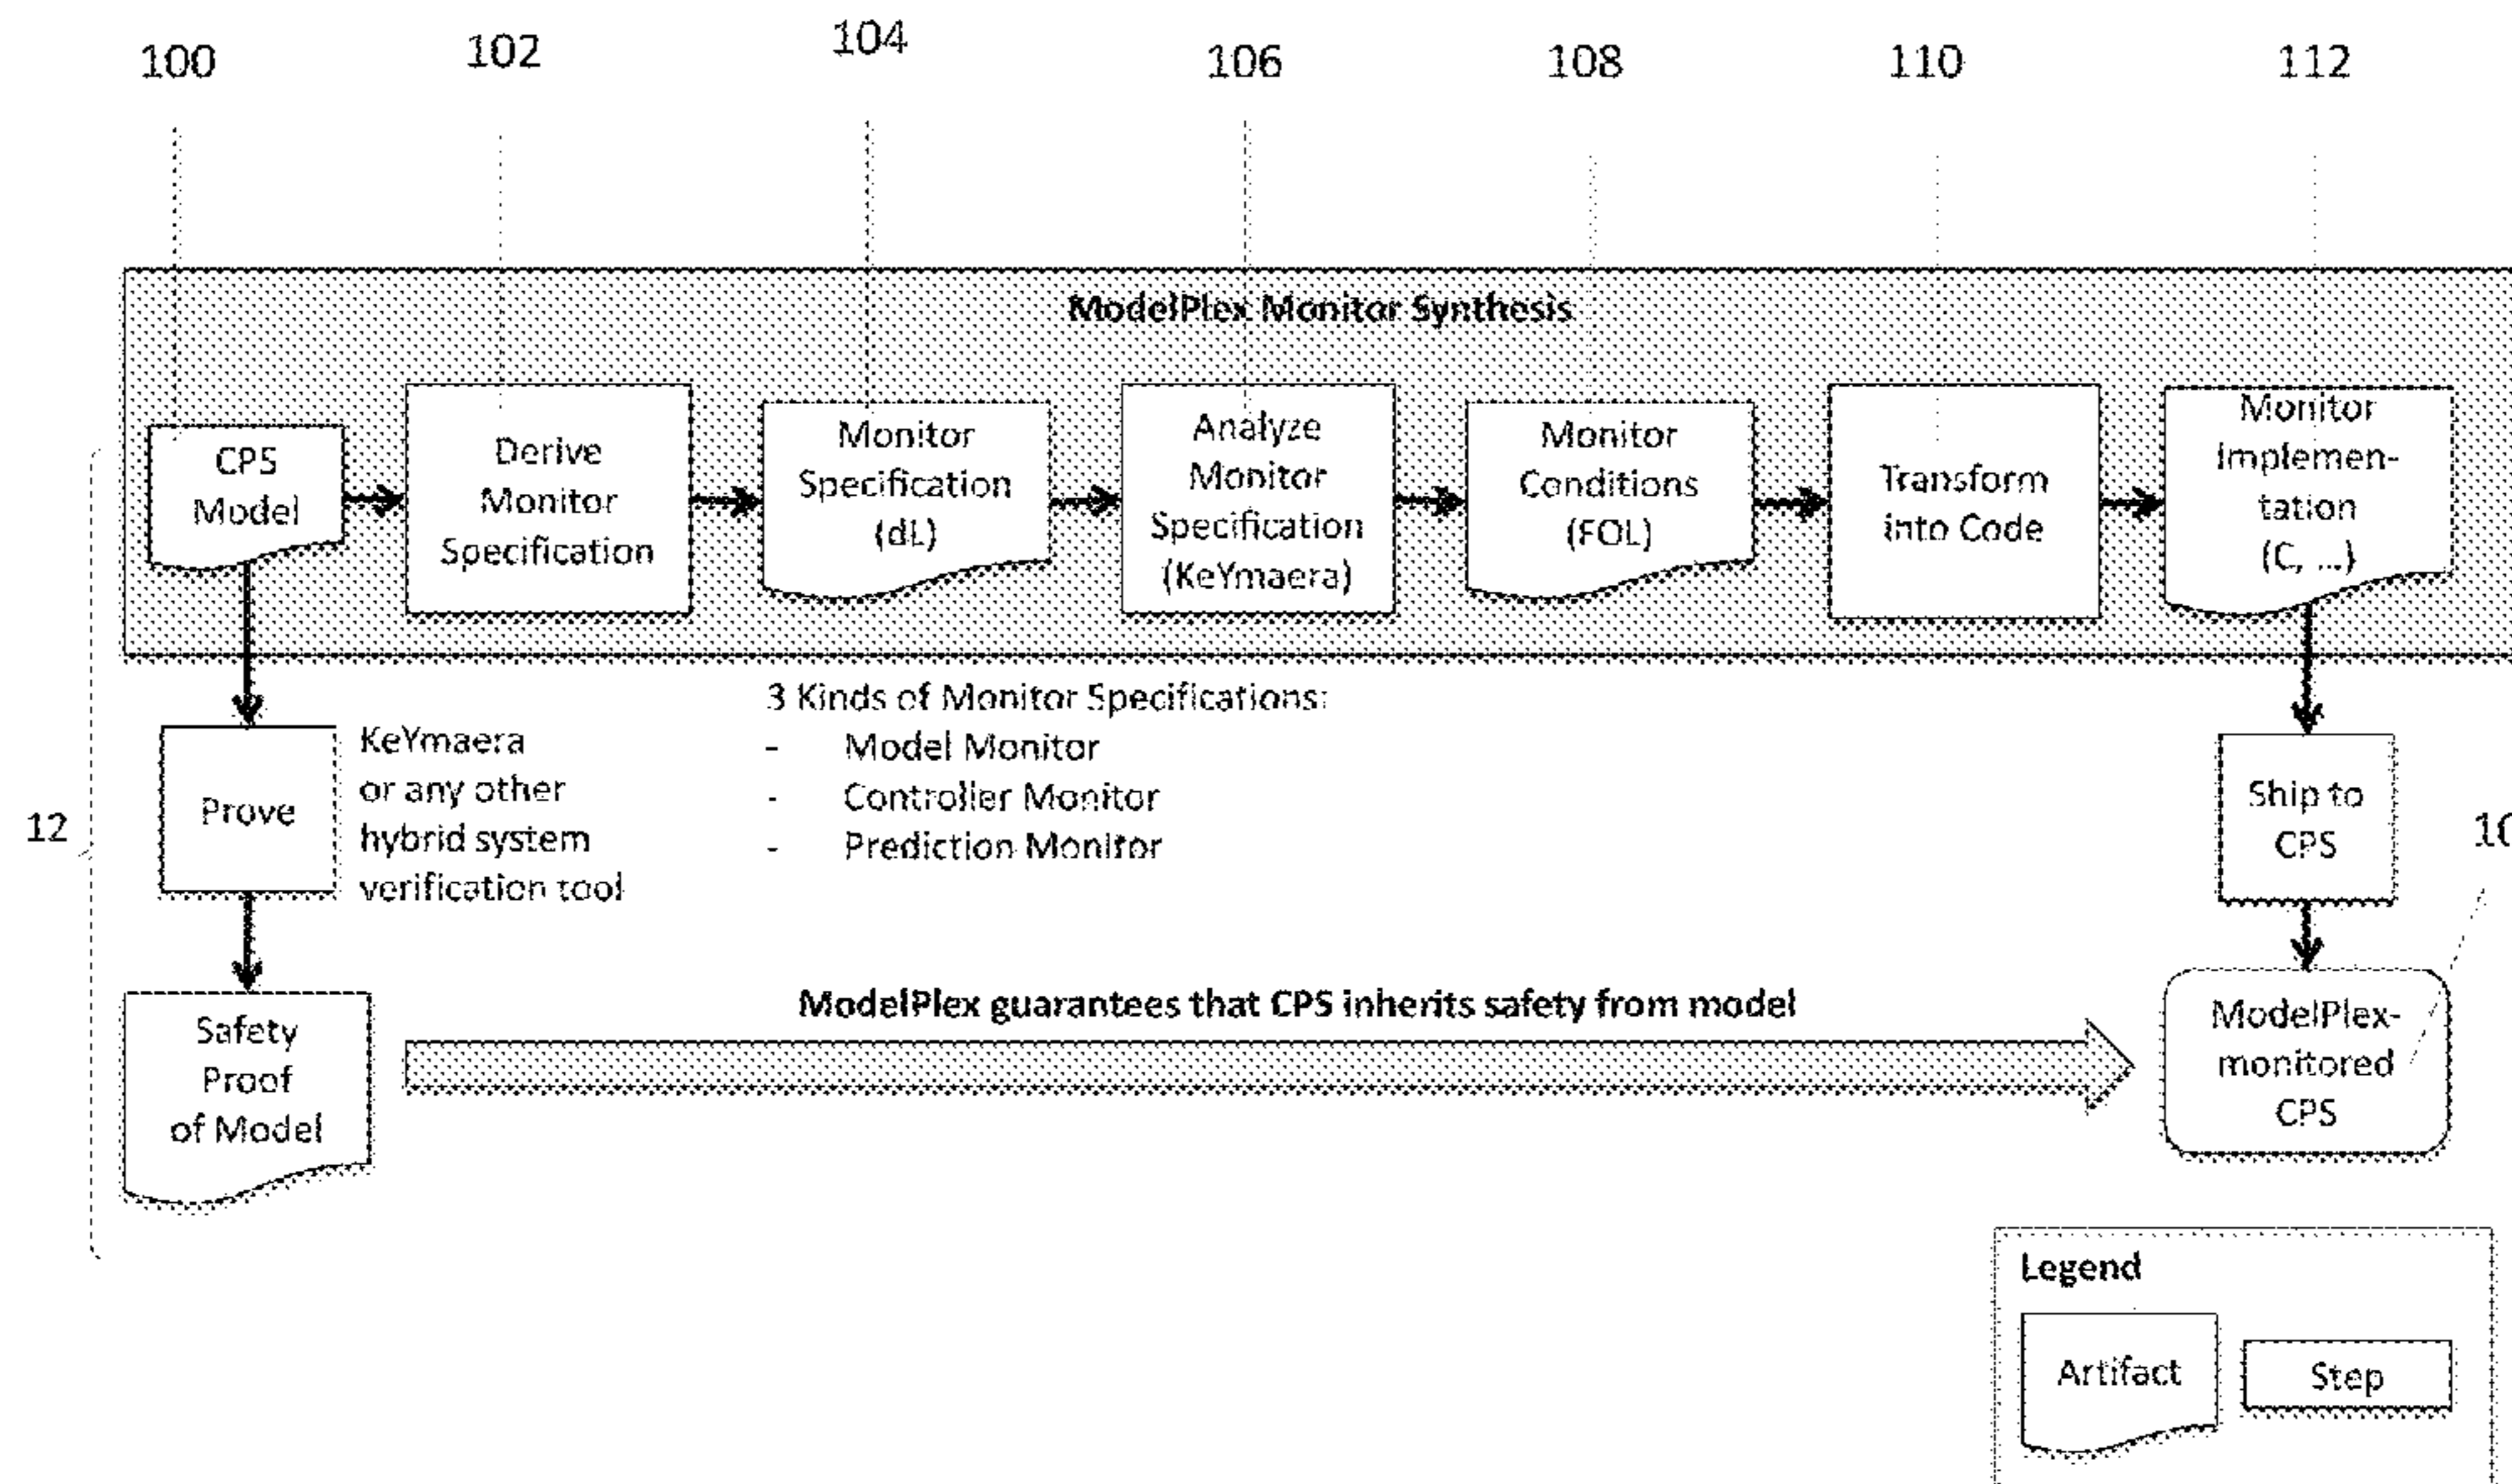 100
102
104
106
108
110
112
ModelPlex Monitor Synthesis
CPS
Model
Derive
Monitor
Specification
Monitor
Specification
(dL)
Analyze
Monitor
Specification
(KeYmaera)
Monitor
Conditions
(FOL)
Transform
into Code
Monitor
Implemen-
tation
(C, ...)
12
Prove
KeYmaera
or any other
hybrid system
verification tool
3 Kinds of Monitor Specifications:
- Model Monitor
- Controller Monitor
- Prediction Monitor
Ship to
CPS
10
Safety
Proof
of Model
ModelPlex guarantees that CPS inherits safety from model
ModelPlex-
monitored
CPS
Legend
Artifact
Step